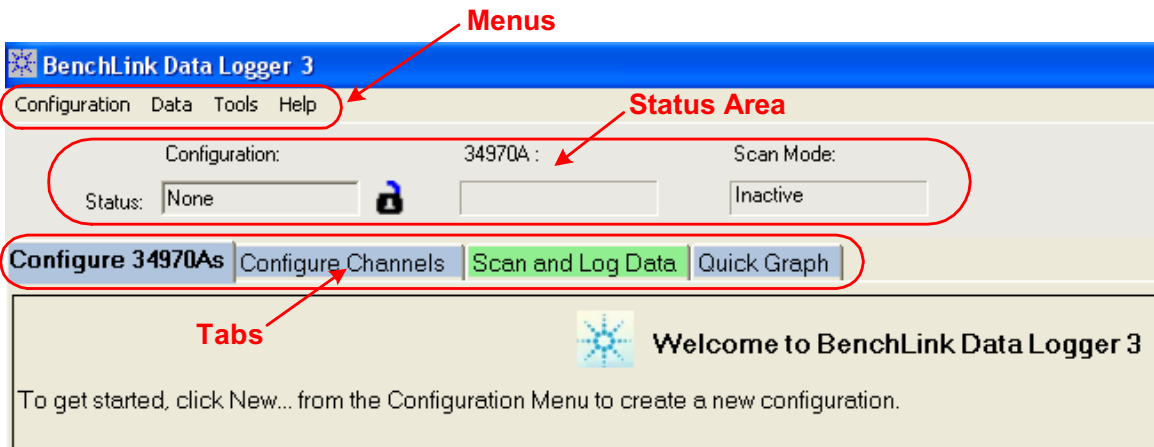 Menus
BenchLink Data Logger 3
Configuration Data Tools Help
Status Area
Configuration: 34970A : Scan Mode:
Status: None Inactive
Configure 34970As Configure Channels Scan and Log Data Quick Graph
Tabs
Welcome to BenchLink Data Logger 3
To get started, click New... from the Configuration Menu to create a new configuration.